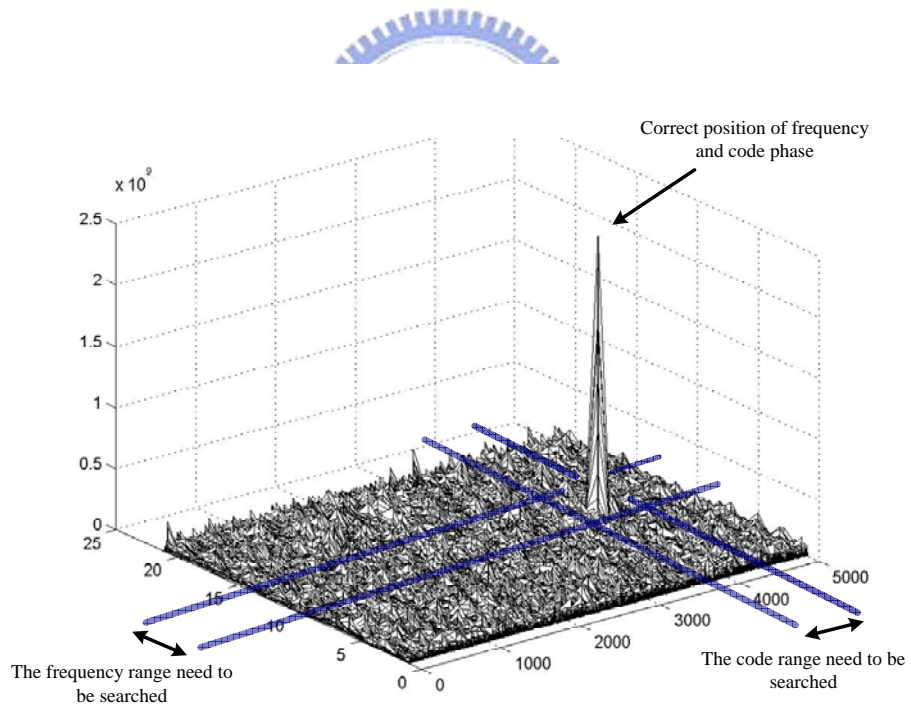 Correct position of frequency
and code phase
x 10^9
2.5
2
1.5
1
0.5
0
25
20
15
10
5
0
0
1000
2000
3000
4000
5000
The frequency range need to
be searched
The code range need to be
searched